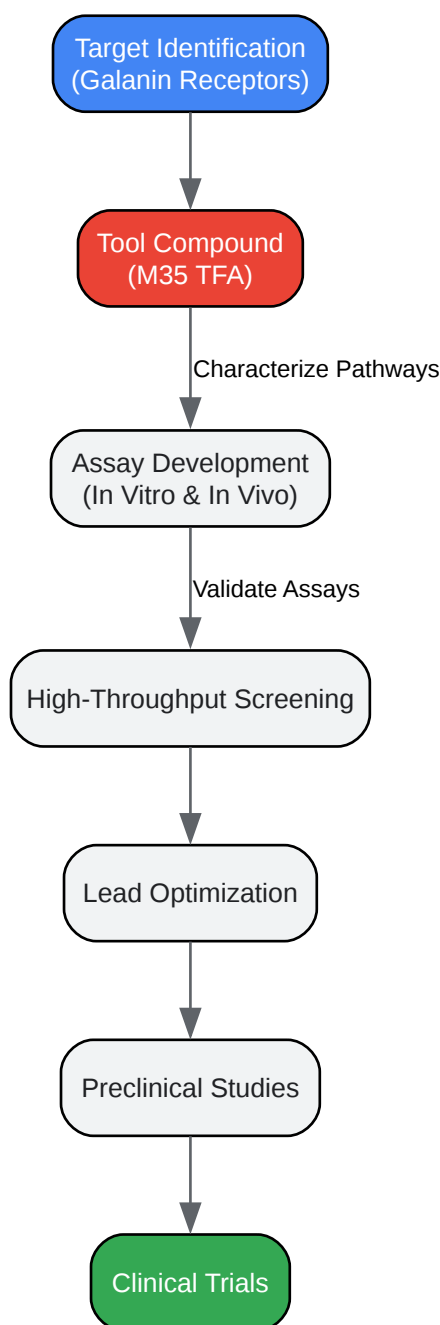 Target Identification
(Galanin Receptors)
Tool Compound
(M35 TFA)
Characterize Pathways
Assay Development
(In Vitro & In Vivo)
Validate Assays
High-Throughput Screening
Lead Optimization
Preclinical Studies
Clinical Trials